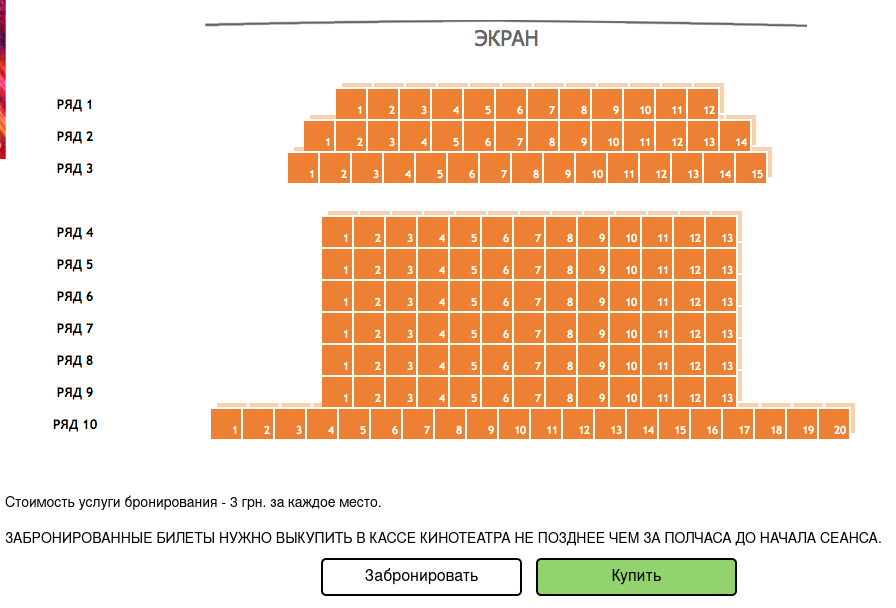 ЭКРАН
РЯД 1 1 2 3 4 5 6 7 8 9 10 11 12
РЯД 2 1 2 3 4 5 6 7 8 9 10 11 12 13 14
РЯД 3 1 2 3 4 5 6 7 8 9 10 11 12 13 14 15
РЯД 4 1 2 3 4 5 6 7 8 9 10 11 12 13
РЯД 5 1 2 3 4 5 6 7 8 9 10 11 12 13
РЯД 6 1 2 3 4 5 6 7 8 9 10 11 12 13
РЯД 7 1 2 3 4 5 6 7 8 9 10 11 12 13
РЯД 8 1 2 3 4 5 6 7 8 9 10 11 12 13
РЯД 9 1 2 3 4 5 6 7 8 9 10 11 12 13
РЯД 10 1 2 3 4 5 6 7 8 9 10 11 12 13 14 15 16 17 18 19 20
Стоимость услуги бронирования - 3 грн. за каждое место.
ЗАБРОНИРОВАННЫЕ БИЛЕТЫ НУЖНО ВЫКУПИТЬ В КАССЕ КИНОТЕАТРА НЕ ПОЗДНЕЕ ЧЕМ ЗА ПОЛЧАСА ДО НАЧАЛА СЕАНСА.
Забронировать Купить